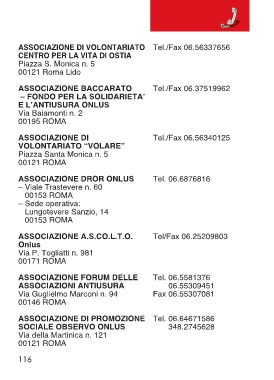 ASSOCIAZIONE DI VOLONTARIATO Tel./Fax 06.56337656
CENTRO PER LA VITA DI OSTIA
Piazza S. Monica n. 5
00121 Roma Lido
ASSOCIAZIONE BACCARATO Tel./Fax 06.37519962
– FONDO PER LA SOLIDARIETA'
E L'ANTIUSURA ONLUS
Via Baiamonti n. 2
00195 ROMA
ASSOCIAZIONE DI Tel./Fax 06.56340125
VOLONTARIATO “VOLARE”
Piazza Santa Monica n. 5
00121 ROMA
ASSOCIAZIONE DROR ONLUS Tel. 06.6876816
– Viale Trastevere n. 60
00153 ROMA
– Sede operativa:
Lungotevere Sanzio, 14
00153 ROMA
ASSOCIAZIONE A.S.C.O.L.T.O. Tel/Fax 06.25209803
Onlus
Via P. Togliatti n. 981
00171 ROMA
ASSOCIAZIONE FORUM DELLE Tel. 06.5581376
ASSOCIAZIONI ANTIUSURA 06.55309451
Via Guglielmo Marconi n. 94 Fax 06.55307081
00146 ROMA
ASSOCIAZIONE DI PROMOZIONE Tel. 06.64671586
SOCIALE OBSERVO ONLUS 348.2745628
Via della Martinica n. 121
00121 ROMA
116